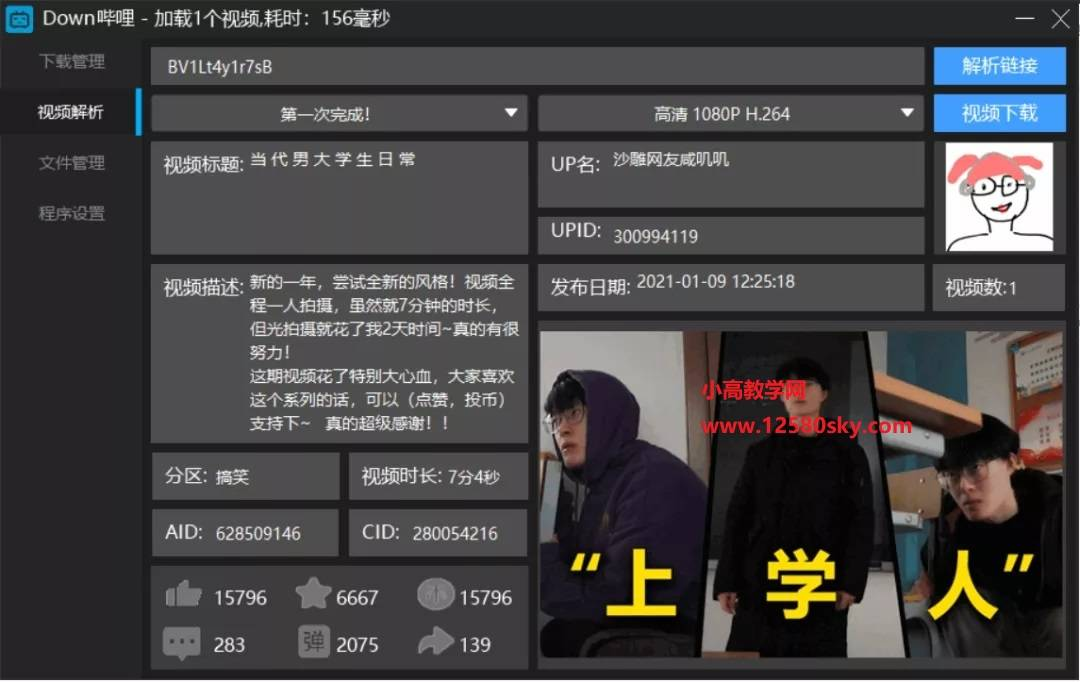 Down哔哩 - 加载1个视频,耗时：156毫秒
下载管理
视频解析
文件管理
程序设置
BV1Lt4y1r7sB
解析链接
第一次完成！
高清 1080P H.264
视频下载
视频标题: 当代男大学生日常
UP名: 沙雕网友咸叽叽
UPID: 300994119
视频描述: 新的一年，尝试全新的风格！视频全
程一人拍摄，虽然就7分钟的时长，
但光拍摄就花了我2天时间~真的有很
努力！
这期视频花了特别大心血，大家喜欢
这个系列的话，可以（点赞，投币）
支持下~ 真的超级感谢！！
发布日期: 2021-01-09 12:25:18
视频数:1
分区: 搞笑
视频时长: 7分4秒
AID: 628509146
CID: 280054216
15796
6667
15796
283
弹 2075
139
小高教学网
www.12580sky.com
“上学人”